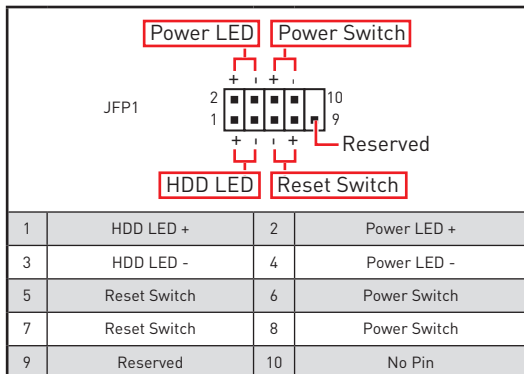 Power LED Power Switch
+ - + -
JFP1
2 10
1 9
+ - - +
Reserved
HDD LED Reset Switch
1 HDD LED + 2 Power LED +
3 HDD LED - 4 Power LED -
5 Reset Switch 6 Power Switch
7 Reset Switch 8 Power Switch
9 Reserved 10 No Pin